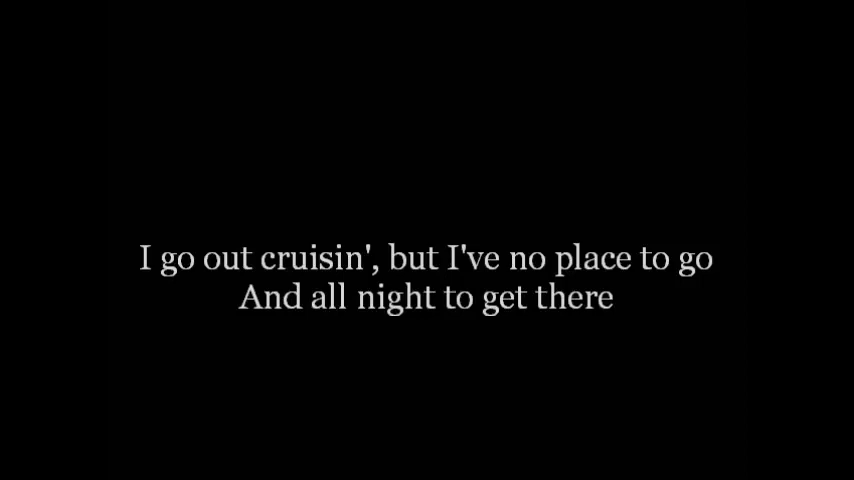 I go out cruisin', but I've no place to go
And all night to get there